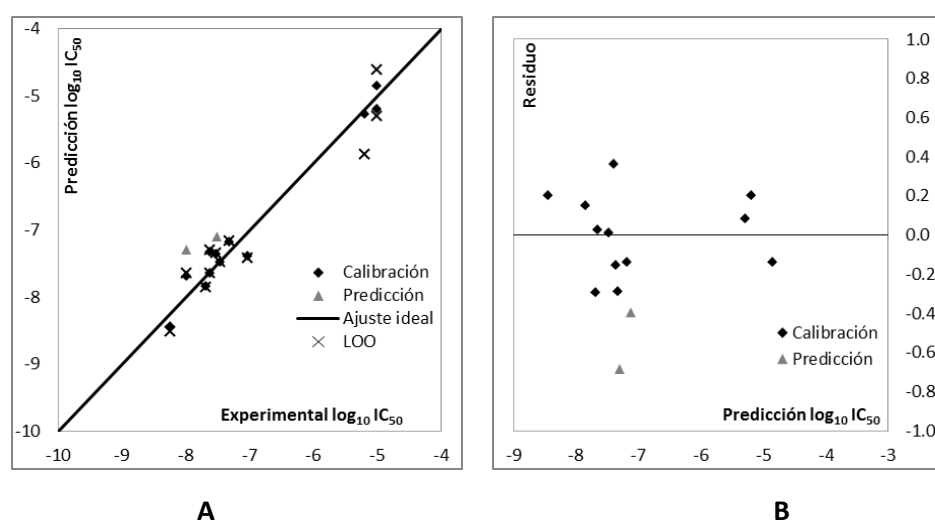 -4
-5
-6
-7
-8
-9
-10
-10 -9 -8 -7 -6 -5 -4
Predicción log10 IC50
Experimental log10 IC50
Calibración
Predicción
Ajuste ideal
LOO
A
Residuo
1.0
0.8
0.6
0.4
0.2
0.0
-0.2
-0.4
-0.6
-0.8
-1.0
Calibración
Predicción
Predicción log10 IC50
-9 -8 -7 -6 -5 -4 -3
B